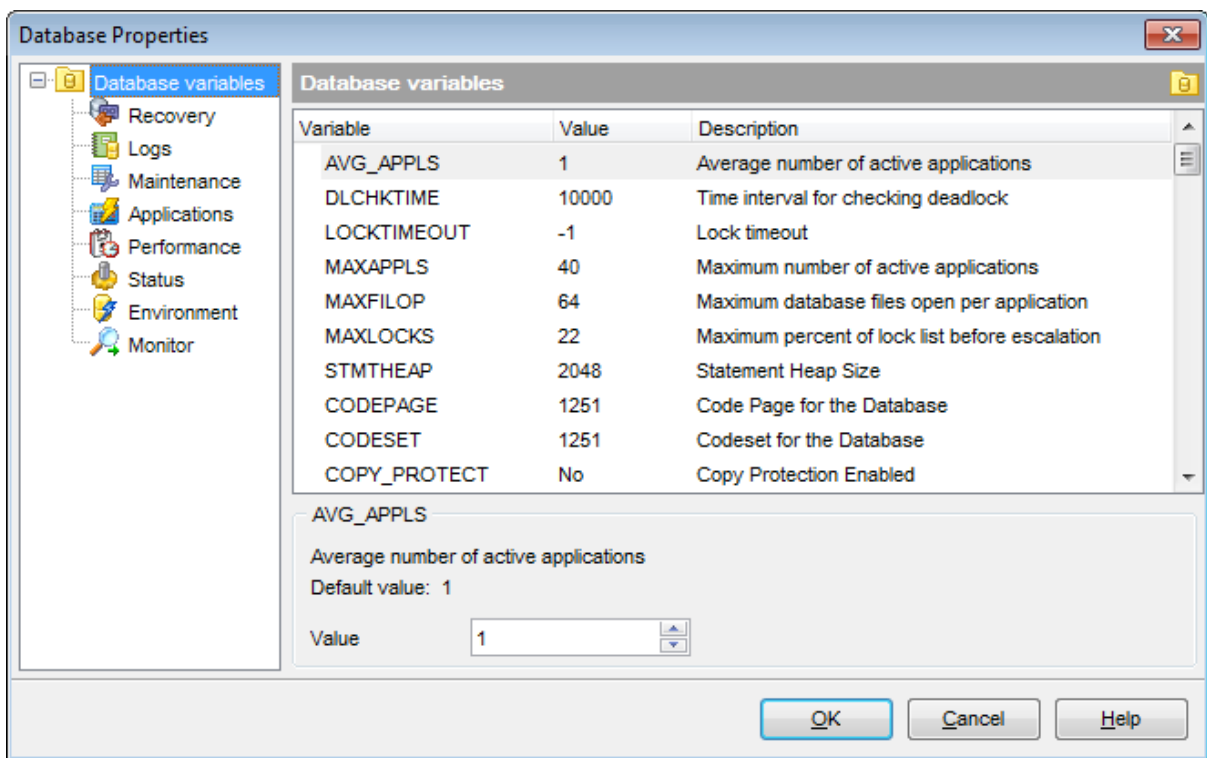 Database Properties
Database variables
Recovery
Logs
Maintenance
Applications
Performance
Status
Environment
Monitor
Database variables
Variable Value Description
AVG_APPLS 1 Average number of active applications
DLCHKTIME 10000 Time interval for checking deadlock
LOCKTIMEOUT -1 Lock timeout
MAXAPPLS 40 Maximum number of active applications
MAXFILOP 64 Maximum database files open per application
MAXLOCKS 22 Maximum percent of lock list before escalation
STMTHEAP 2048 Statement Heap Size
CODEPAGE 1251 Code Page for the Database
CODESET 1251 Codeset for the Database
COPY_PROTECT No Copy Protection Enabled
AVG_APPLS
Average number of active applications
Default value: 1
Value 1
OK Cancel Help